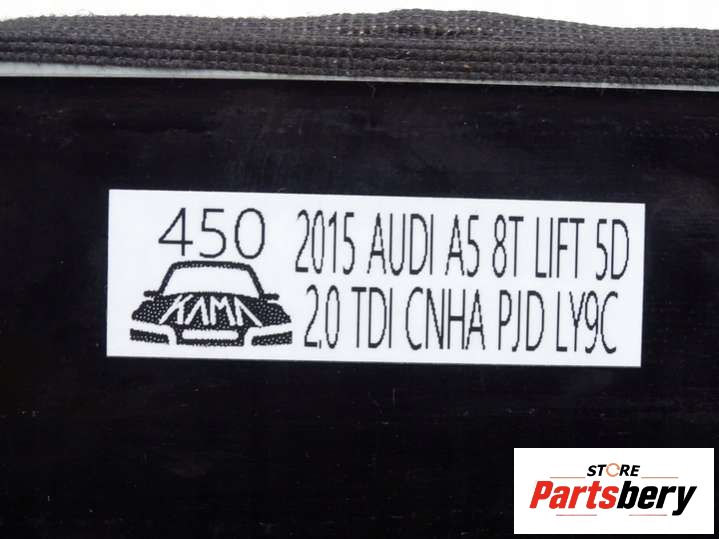 450
KAMA
2015 AUDI A5 8T LIFT 5D
2.0 TDI CNHA PJD LY9C
STORE
Partsbery